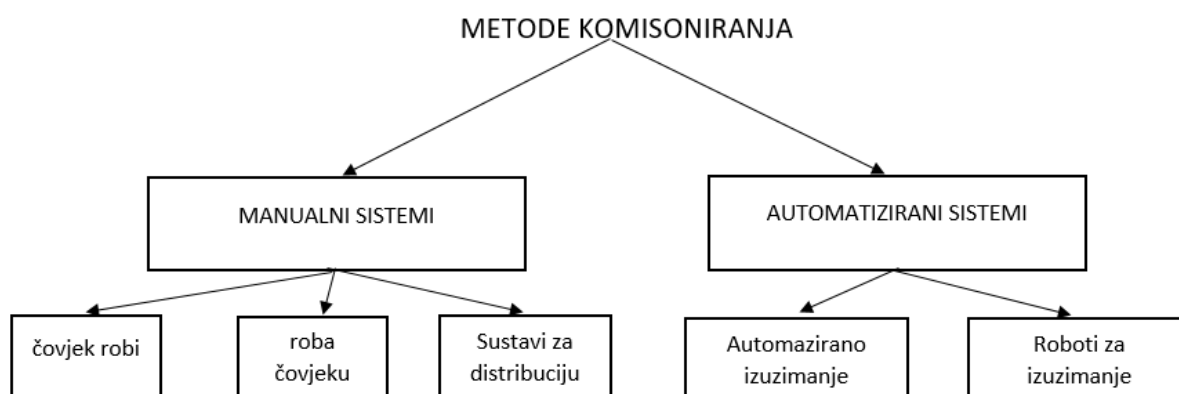 METODE KOMISONIRANJA
MANUALNI SISTEMI
AUTOMATIZIRANI SISTEMI
čovjek robi
roba
čovjeku
Sustavi za
distribuciju
Automazirano
izuzimanje
Roboti za
izuzimanje